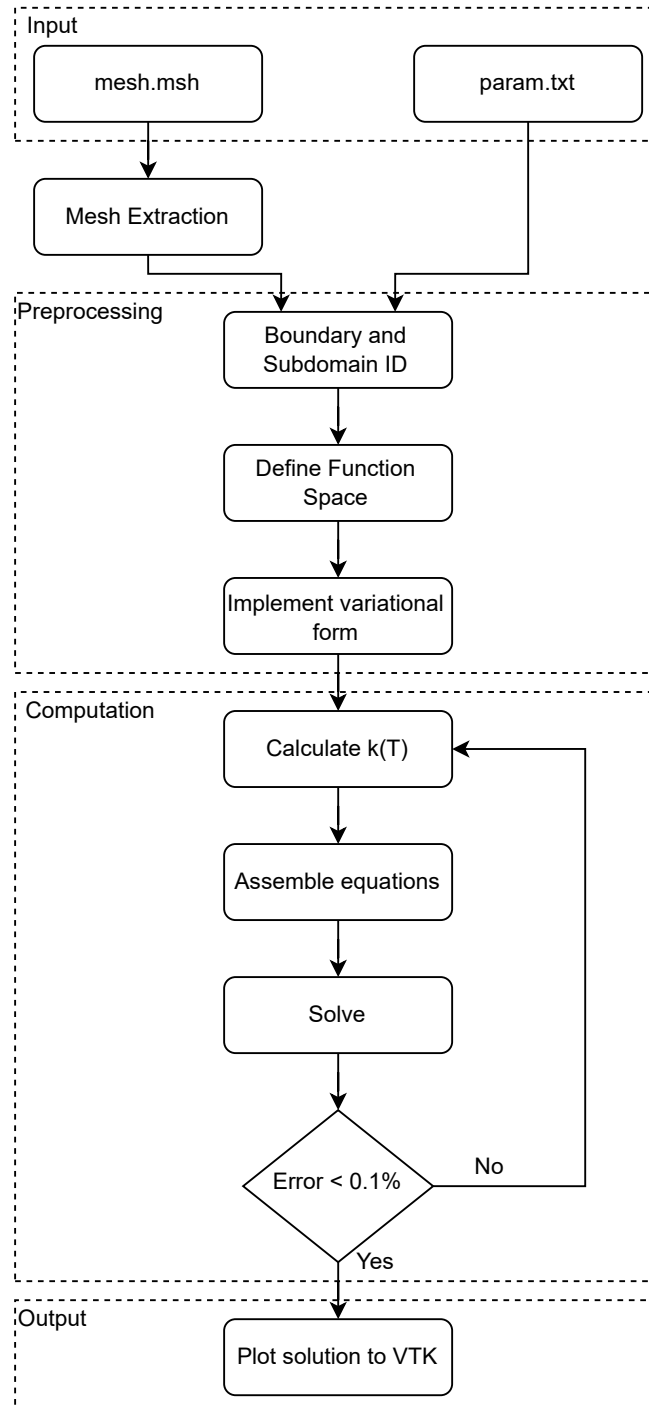 Input
mesh.msh
param.txt
Mesh Extraction
Preprocessing
Boundary and
Subdomain ID
Define Function
Space
Implement variational
form
Computation
Calculate k(T)
Assemble equations
Solve
Error < 0.1%
No
Yes
Output
Plot solution to VTK